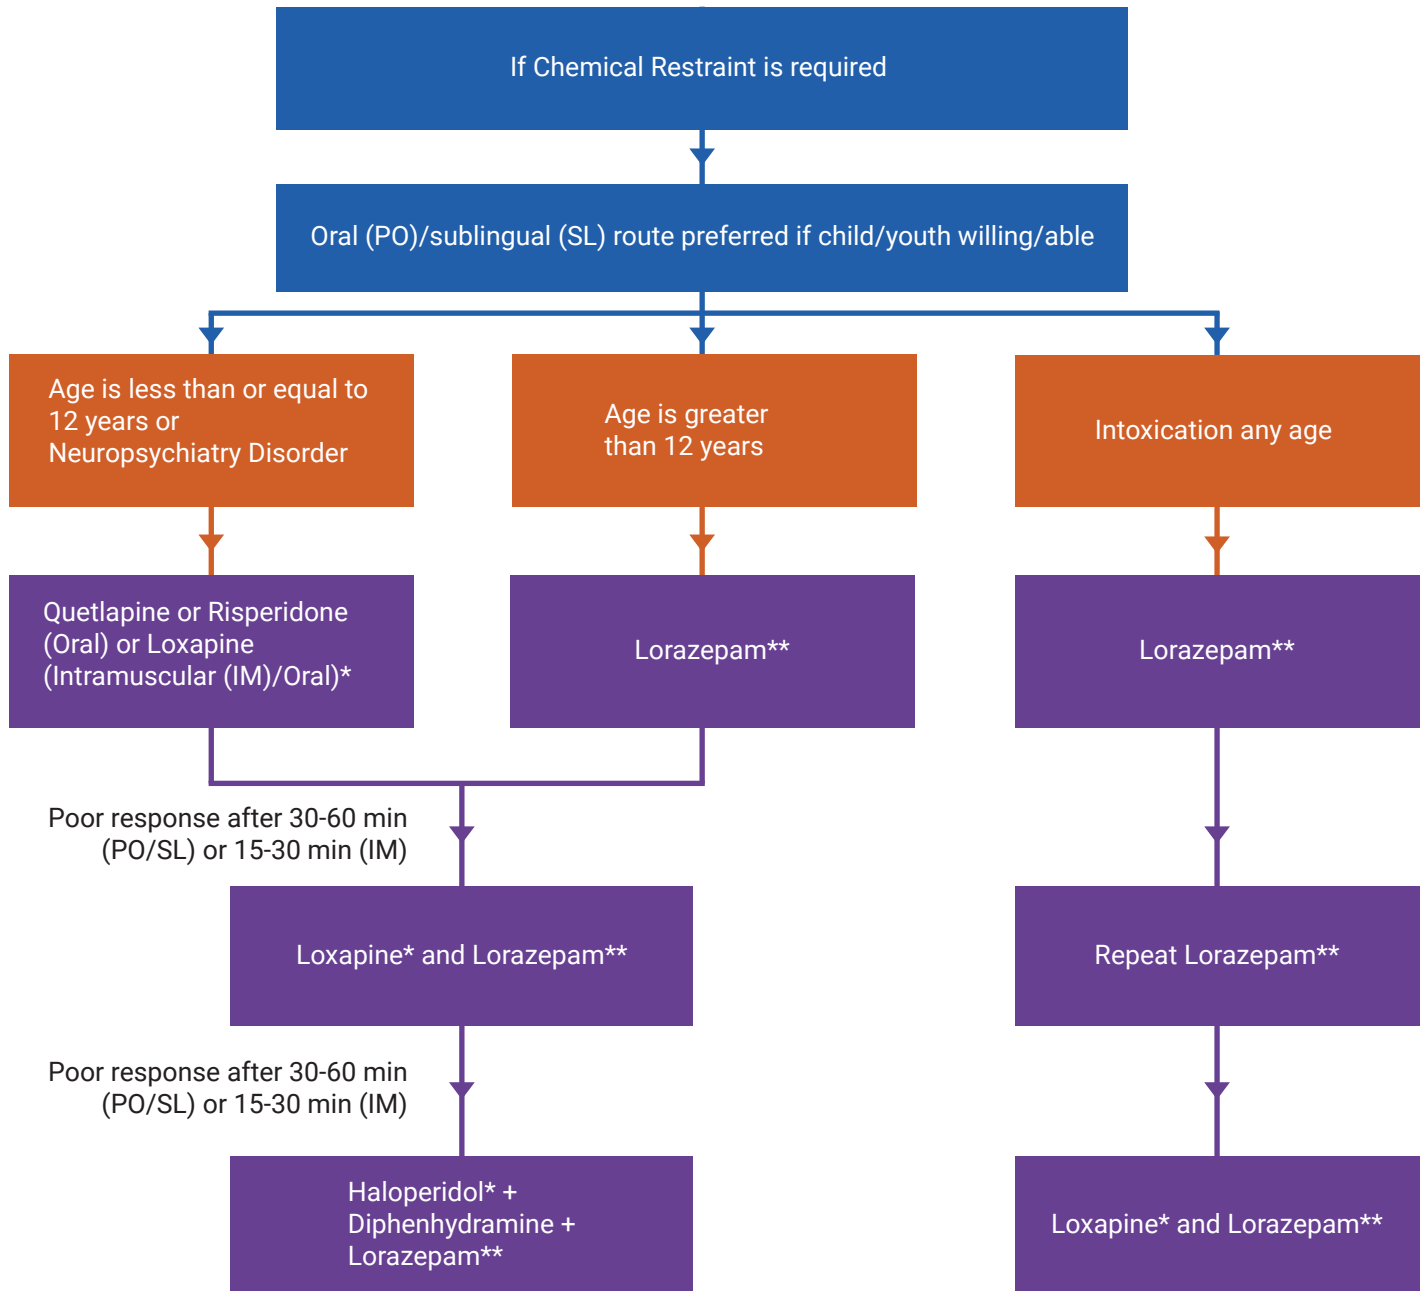 If Chemical Restraint is required
Oral (PO)/sublingual (SL) route preferred if child/youth willing/able
Age is less than or equal to
12 years or
Neuropsychiatry Disorder
Age is greater
than 12 years
Intoxication any age
Quetlapine or Risperidone
(Oral) or Loxapine
(Intramuscular (IM)/Oral)*
Lorazepam**
Lorazepam**
Poor response after 30-60 min
(PO/SL) or 15-30 min (IM)
Loxapine* and Lorazepam**
Repeat Lorazepam**
Poor response after 30-60 min
(PO/SL) or 15-30 min (IM)
Haloperidol* +
Diphenhydramine +
Lorazepam**
Loxapine* and Lorazepam**